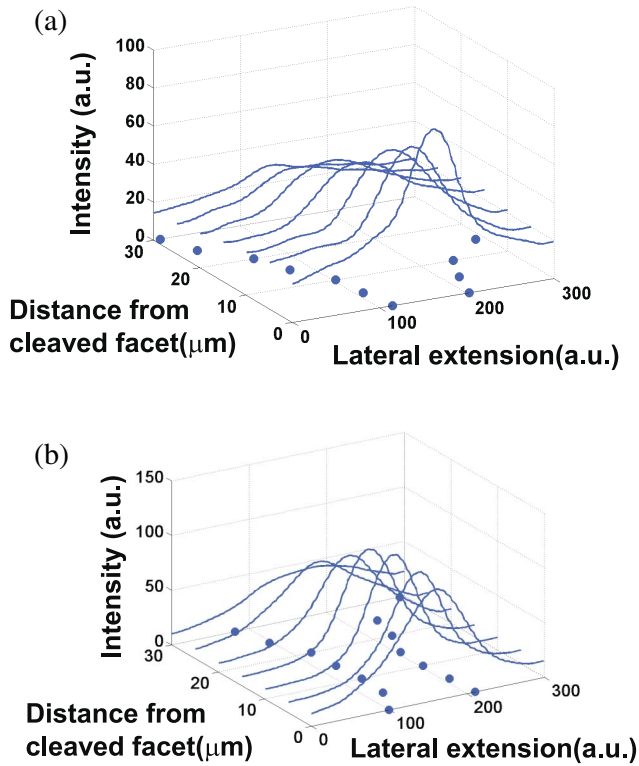 (a)
Intensity (a.u.)
100
80
60
40
20
0
30
20
10
0
Distance from
cleaved facet(μm)
0
100
200
300
Lateral extension(a.u.)
(b)
Intensity (a.u.)
150
100
50
0
30
20
10
0
Distance from
cleaved facet(μm)
0
100
200
300
Lateral extension(a.u.)